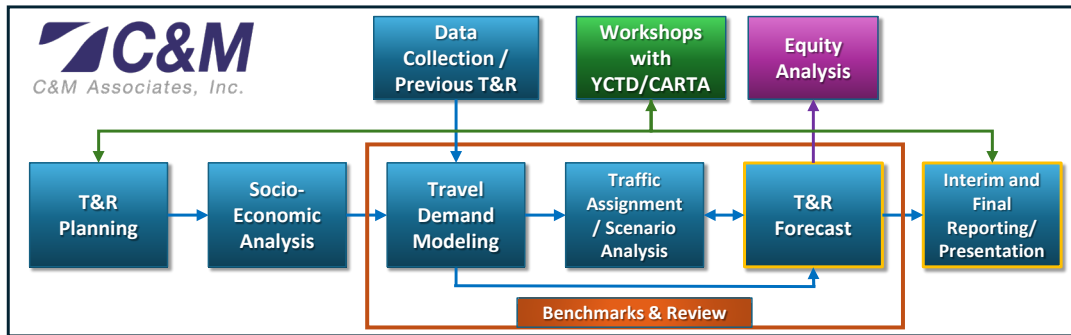 C&M
C&M Associates, Inc.
Data
Collection /
Previous T&R
Workshops
with
YCTD/CARTA
Equity
Analysis
T&R
Planning
Socio-
Economic
Analysis
Travel
Demand
Modeling
Traffic
Assignment
/ Scenario
Analysis
T&R
Forecast
Interim and
Final
Reporting/
Presentation
Benchmarks & Review